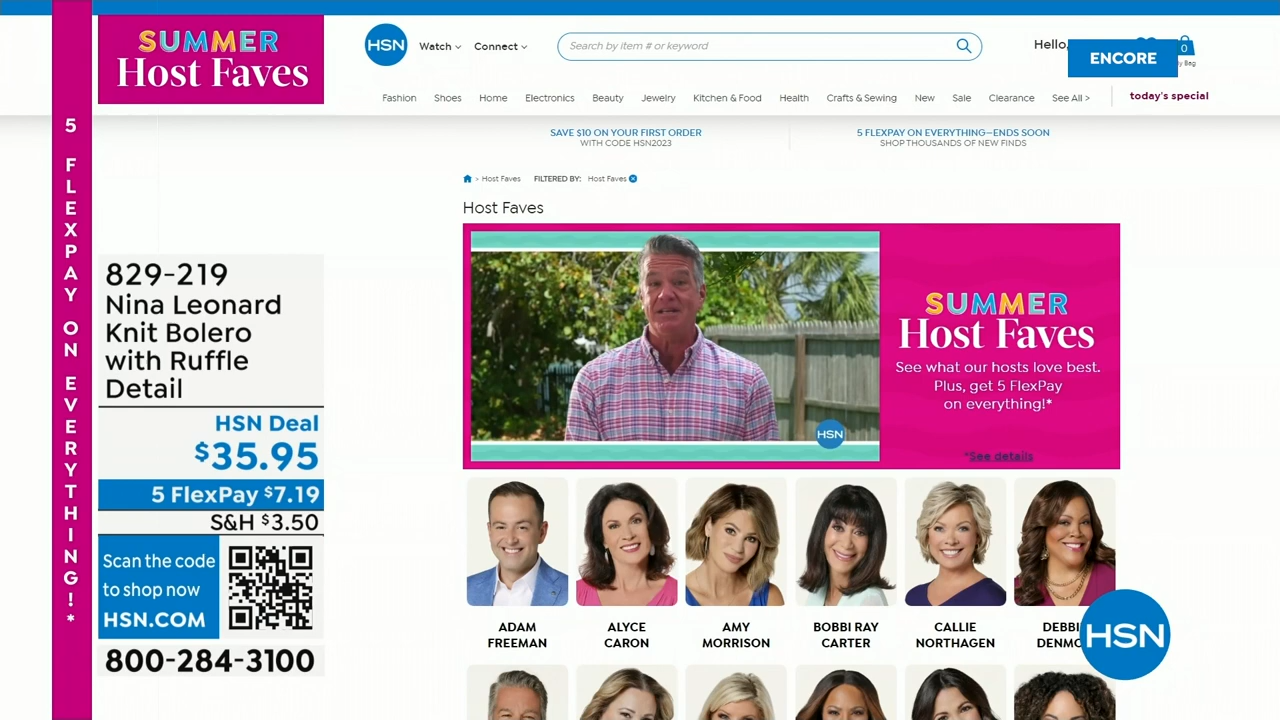 5 FLEXPAY ON EVERYTHING!*
SUMMER
Host Faves
829-219
Nina Leonard
Knit Bolero
with Ruffle
Detail
HSN Deal
$35.95
5 FlexPay $7.19
S&H $3.50
Scan the code
to shop now
HSN.COM
800-284-3100
HSN
Watch
Connect
Search by item # or keyword
Hello,
ENCORE
0
Bag
Fashion
Shoes
Home
Electronics
Beauty
Jewelry
Kitchen & Food
Health
Crafts & Sewing
New
Sale
Clearance
See All >
today's special
SAVE $10 ON YOUR FIRST ORDER
WITH CODE HSN2023
5 FLEXPAY ON EVERYTHING—ENDS SOON
SHOP THOUSANDS OF NEW FINDS
> Host Faves
FILTERED BY:
Host Faves
Host Faves
HSN
SUMMER
Host Faves
See what our hosts love best.
Plus, get 5 FlexPay
on everything!*
*See details
ADAM
FREEMAN
ALYCE
CARON
AMY
MORRISON
BOBBI RAY
CARTER
CALLIE
NORTHAGEN
HSN